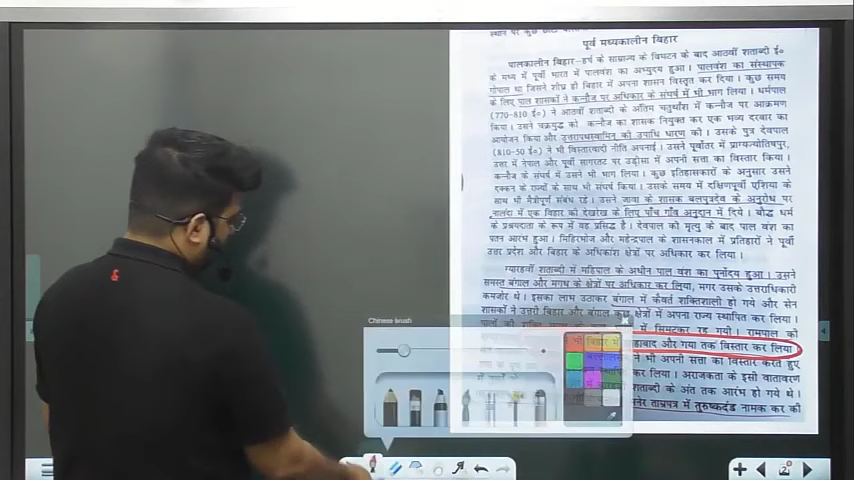 पूर्व मध्यकालीन बिहार
पालकालीन बिहार–हर्ष के साम्राज्य के विघटन के बाद आठवीं शताब्दी ई०
के मध्य में पूर्वी भारत में पालवंश का अभ्युदय हुआ । पालवंश का संस्थापक
गोपाल था जिसने शीघ्र ही बिहार में अपना शासन विस्तृत कर दिया । कुछ समय
के लिए पाल शासकों ने कन्नौज पर अधिकार के संघर्ष में भी भाग लिया । धर्मपाल
(770-810 ई०) ने आठवीं शताब्दी के अंतिम चतुर्थांश में कन्नौज पर आक्रमण
किया । उसने चक्रयुद्ध को कन्नौज का शासक नियुक्त कर एक भव्य दरबार का
आयोजन किया और उत्तरापथस्वामिन की उपाधि धारण की । उसके पुत्र देवपाल
(810-50 ई०) ने भी विस्तारवादी नीति अपनाई । उसने पूर्वोत्तर में प्राग्ज्योतिषपुर,
उत्तर में नेपाल और पूर्वी सागरतट पर उड़ीसा में अपनी सत्ता का विस्तार किया ।
कन्नौज के संघर्ष में उसने भी भाग लिया । कुछ इतिहासकारों के अनुसार उसने
दक्कन के राज्यों के साथ भी संघर्ष किया । उसके समय में दक्षिणपूर्वी एशिया के
साथ भी मैत्रीपूर्ण संबंध रहे । उसने जावा के शासक बलपुत्रदेव के अनुरोध पर
नालंदा में एक विहार की देखरेख के लिए पाँच गाँव अनुदान में दिये । बौद्ध धर्म
के प्रश्रयदाता के रूप में वह प्रसिद्ध है । देवपाल की मृत्यु के बाद पाल वंश का
पतन आरंभ हुआ । मिहिरभोज और महेन्द्रपाल के शासनकाल में प्रतिहारों ने पूर्वी
उत्तर प्रदेश और बिहार के अधिकांश क्षेत्रों पर अधिकार कर लिया ।
ग्यारहवीं शताब्दी में महिपाल के अधीन पाल वंश का पुर्नोदय हुआ । उसने
समस्त बंगाल और मगध के क्षेत्रों पर अधिकार कर लिया, मगर उसके उत्तराधिकारी
कमजोर थे । इसका लाभ उठाकर बंगाल में कैवर्त शक्तिशाली हो गये और सेन
शासकों ने उत्तरी बिहार और बंगाल कुछ क्षेत्रों में अपना राज्य स्थापित कर लिया ।
पालों की में सिमटकर रह गयी । रामपाल को
और गया तक विस्तार कर लिया
Chinese brush
ने भी अपनी सत्ता का विस्तार करते हुए
कर लिया । अराजकता के इसी वातावरण
शताब्दी के अंत तक आरंभ हो गये थे ।
ताम्रपत्र में तुरुष्कदंड नामक कर की